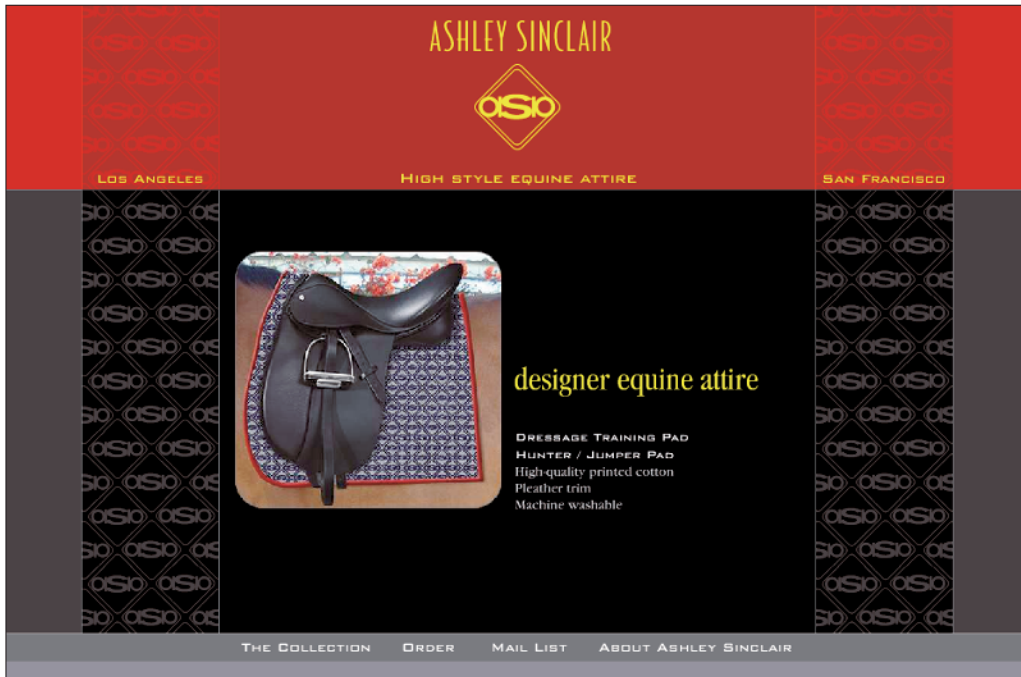 ASHLEY SINCLAIR
LOS ANGELES
HIGH STYLE EQUINE ATTIRE
SAN FRANCISCO
designer equine attire
DRESSAGE TRAINING PAD
HUNTER / JUMPER PAD
High-quality printed cotton
Pleather trim
Machine washable
THE COLLECTION ORDER MAIL LIST ABOUT ASHLEY SINCLAIR